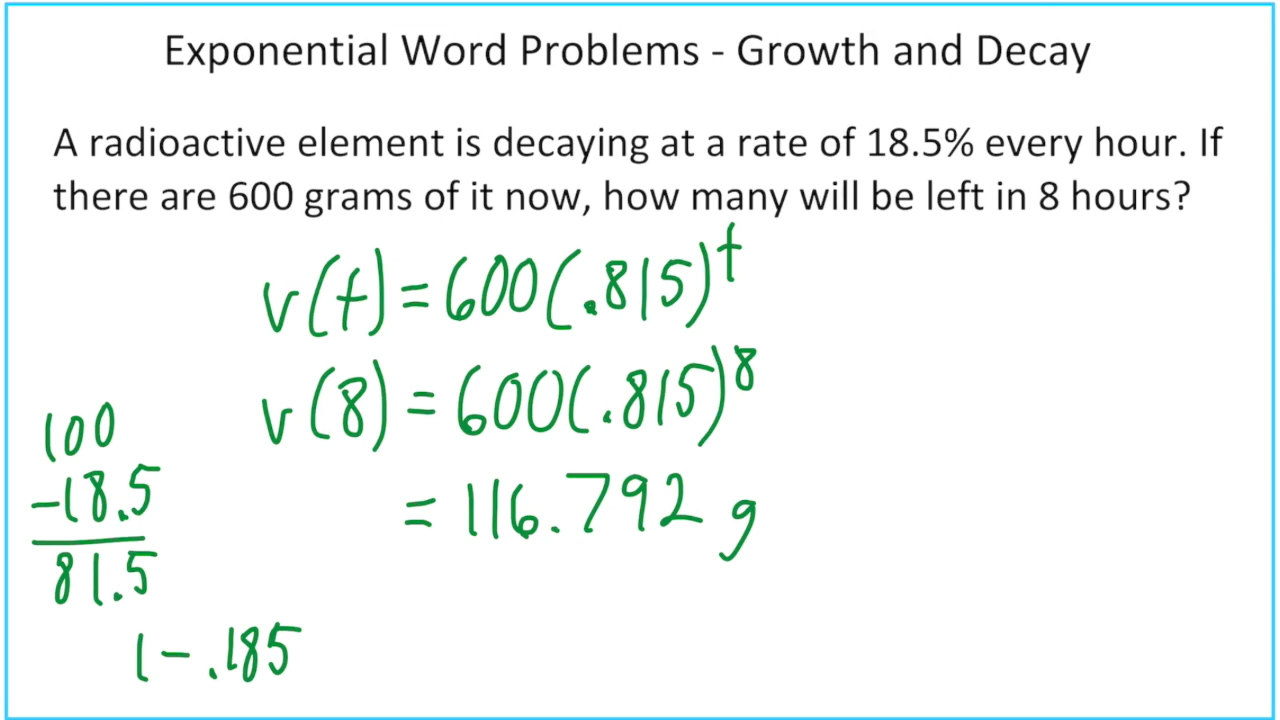 Exponential Word Problems - Growth and Decay
A radioactive element is decaying at a rate of 18.5% every hour. If
there are 600 grams of it now, how many will be left in 8 hours?
v(t) = 600(.815)^t
v(8) = 600(.815)^8
= 116.792 g
100
-18.5
81.5
1 - .185